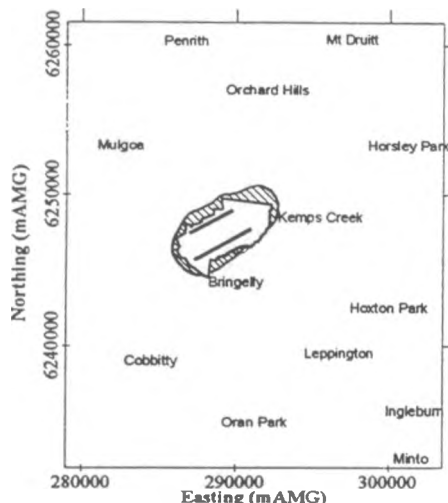 6260000
Penrith
Mt Druitt
Orchard Hills
Mulgoa
Horsley Park
6250000
Kemps Creek
Bringelly
Hoxton Park
6240000
Cobbitty
Leppington
Oran Park
Ingleburn
Minto
280000
290000
300000
Northing (mAMG)
Easting (mAMG)